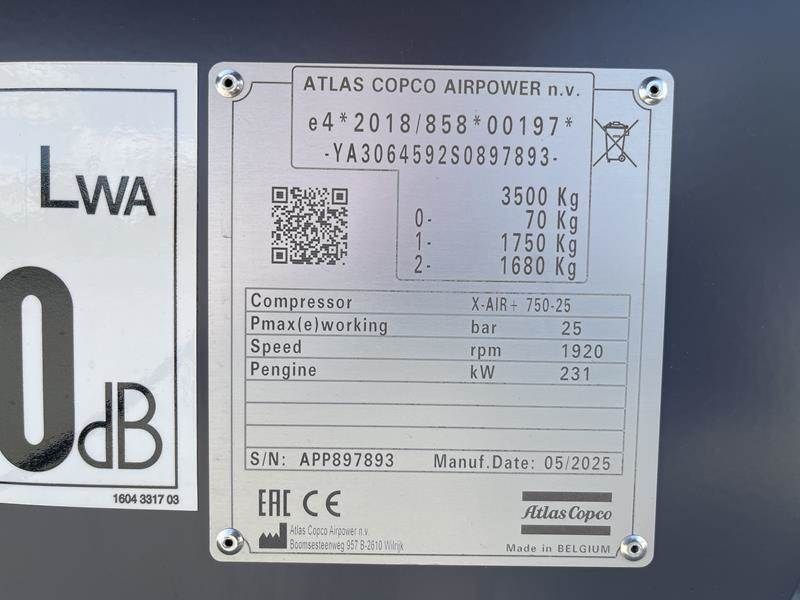 LWA
0dB
1604 3317 03
ATLAS COPCO AIRPOWER n.v.
e4*2018/858*00197*
-YA3064592S0897893-
3500 Kg
0- 70 Kg
1- 1750 Kg
2- 1680 Kg
Compressor X-AIR+ 750-25
Pmax(e)working bar 25
Speed rpm 1920
Pengine kW 231
S/N: APP897893 Manuf.Date: 05/2025
EAC CE
Atlas Copco Airpower n.v.
Boomsesteenweg 957 B-2610 Wilrijk
Atlas Copco
Made in BELGIUM